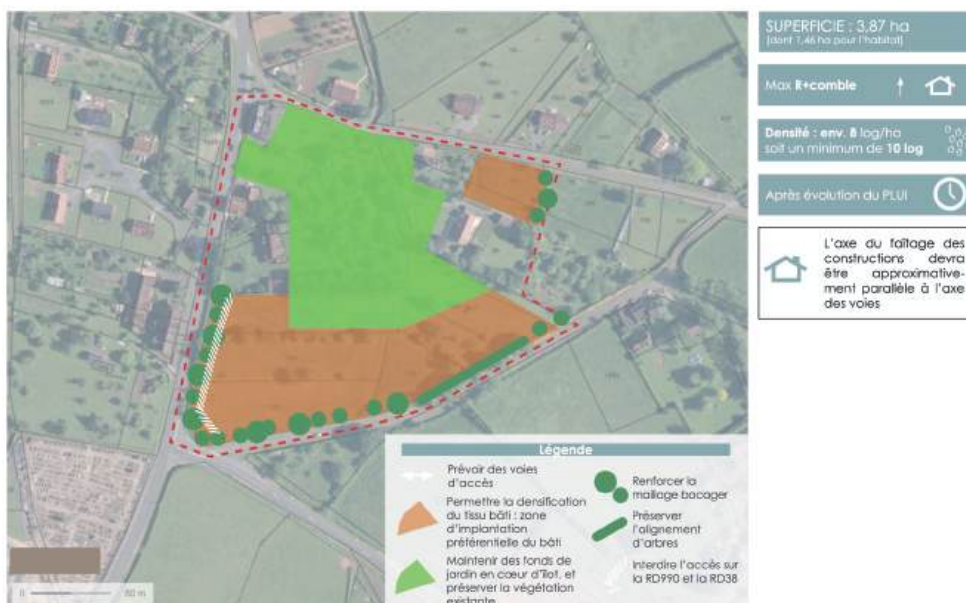 SUPERFICIE : 3,87 ha
(dont 1,46 ha pour l'habitat)
Max R+comble
Densité : env. 8 log/ha
soit un minimum de 10 log
Après évolution du PLUi
L'axe du faîtage des
constructions devra
être approximative-
ment parallèle à l'axe
des voies
Légende
Prévoir des voies
d'accès
Permettre la densification
du tissu bâti : zone
d'implantation
préférentielle du bâti
Maintenir des fonds de
jardin en cœur d'îlot, et
préserver la végétation
existante
Renforcer le
maillage bocager
Préserver
l'alignement
d'arbres
Interdire l'accès sur
la RD990 et la RD38
0
80 m